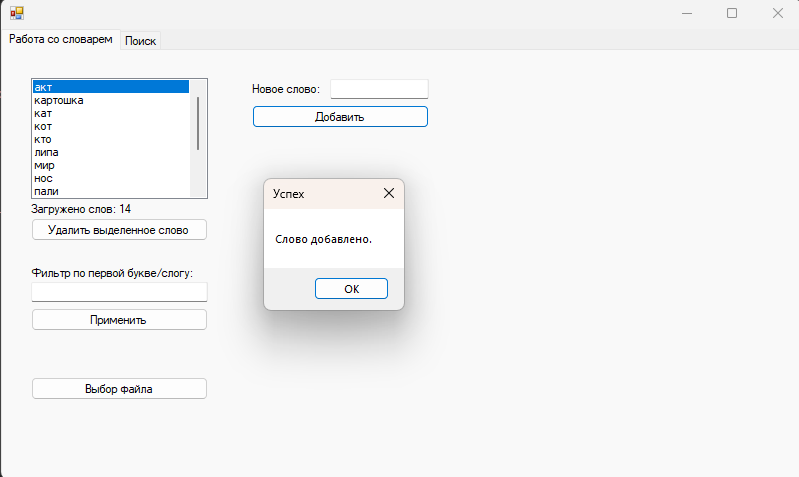 Работа со словарем
Поиск
акт
картошка
кат
кот
кто
липа
мир
нос
пали
Загружено слов: 14
Удалить выделенное слово
Фильтр по первой букве/слогу:
Применить
Выбор файла
Новое слово:
Добавить
Успех
Слово добавлено.
ОК